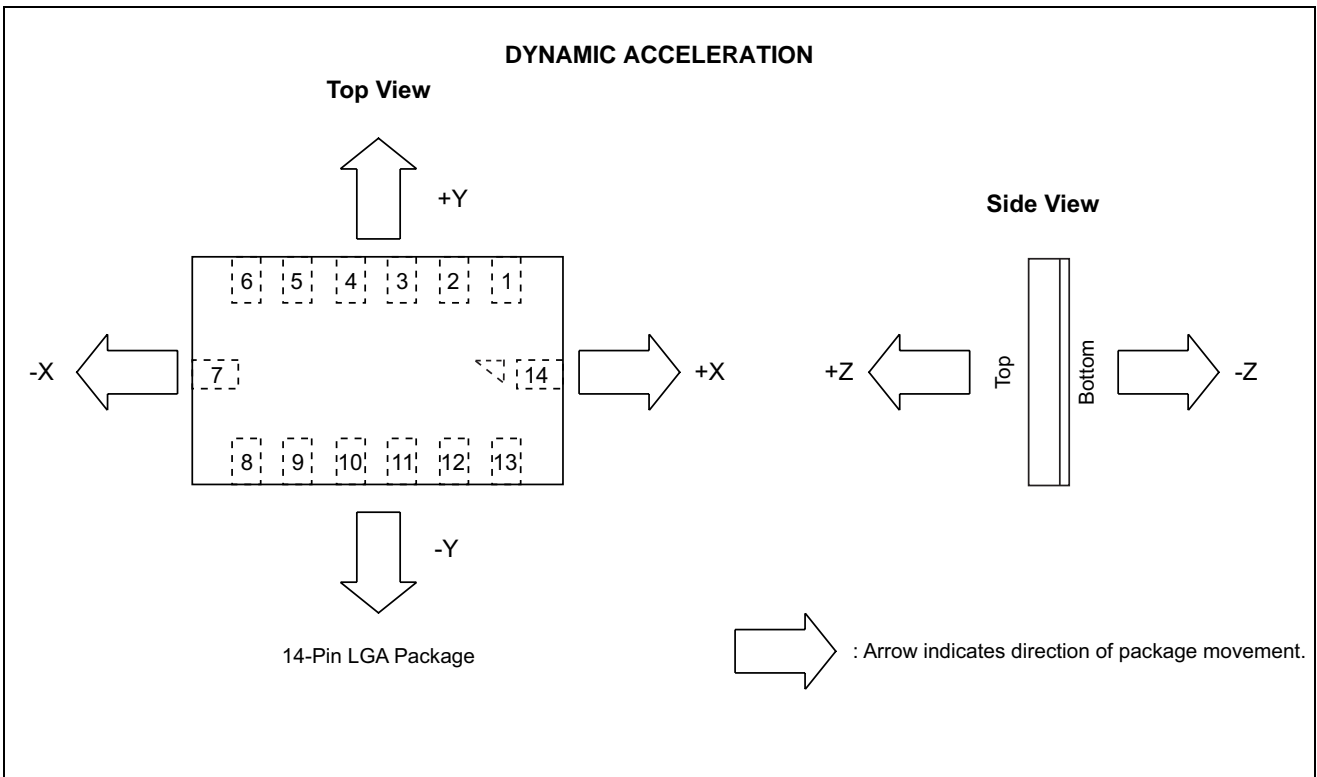 DYNAMIC ACCELERATION
Top View
+Y
Side View
6 5 4 3 2 1
-X
7
14
+X
+Z
Top
Bottom
-Z
8 9 10 11 12 13
-Y
14-Pin LGA Package
: Arrow indicates direction of package movement.